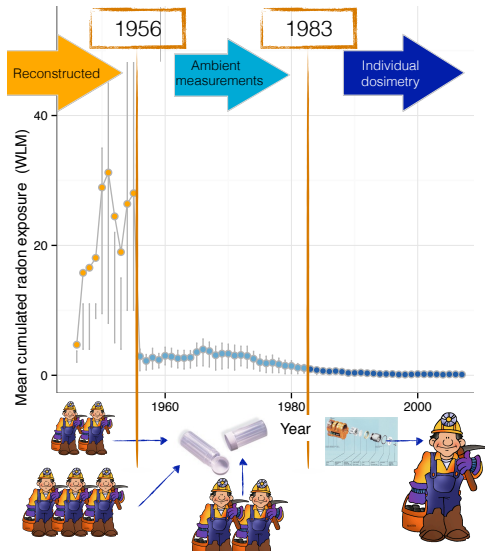 1956
1983
Reconstructed
Ambient
measurements
Individual
dosimetry
Mean cumulated radon exposure (WLM)
40
20
0
1960
1980
2000
Year